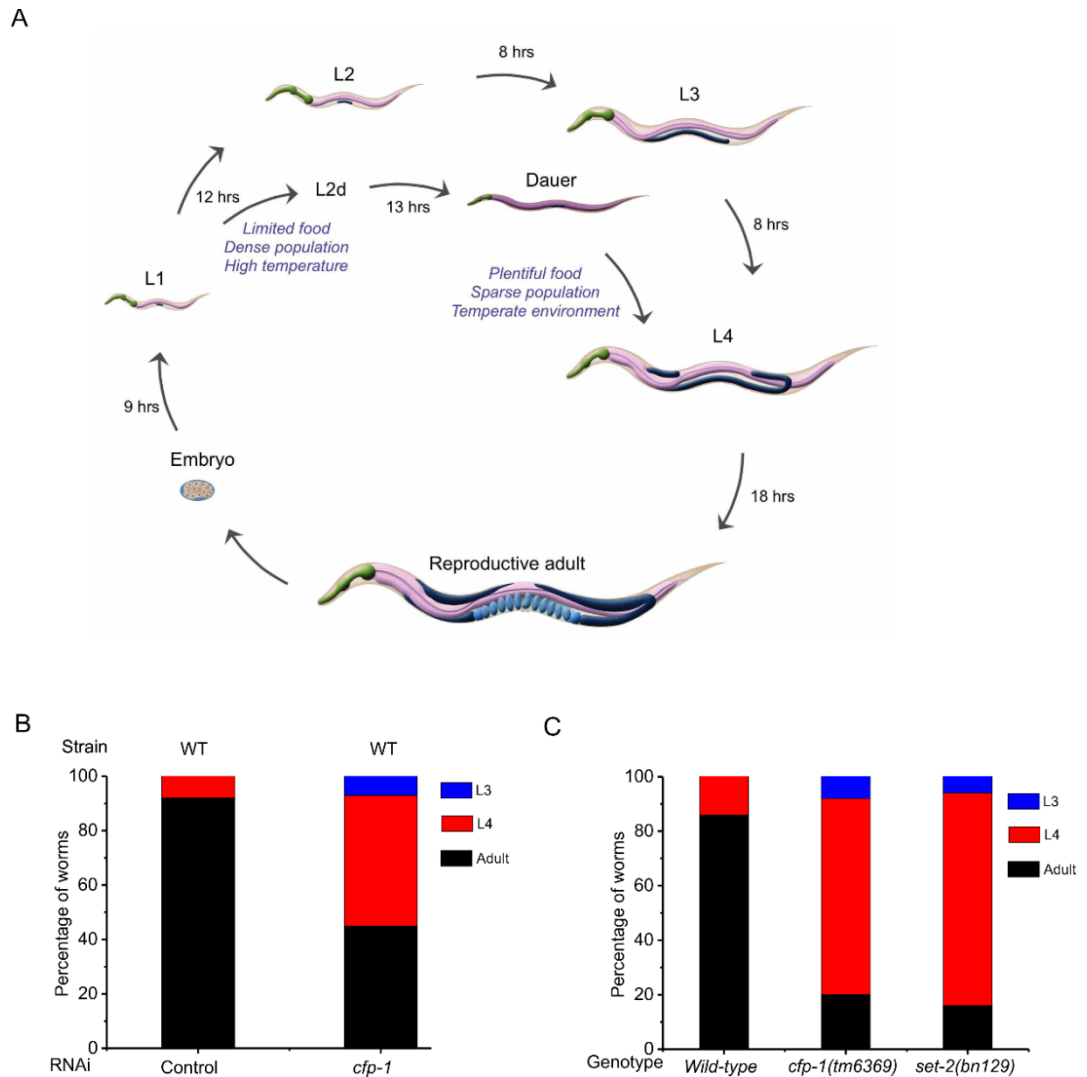 A
8 hrs
L2
L3
12 hrs
L2d
13 hrs
Dauer
Limited food
Dense population
High temperature
8 hrs
L1
Plentiful food
Sparse population
Temperate environment
L4
9 hrs
Embryo
18 hrs
Reproductive adult
B
Strain WT WT
Percentage of worms
100
80
60
40
20
0
L3
L4
Adult
RNAi Control cfp-1
C
Percentage of worms
100
80
60
40
20
0
L3
L4
Adult
Genotype Wild-type cfp-1(tm6369) set-2(bn129)